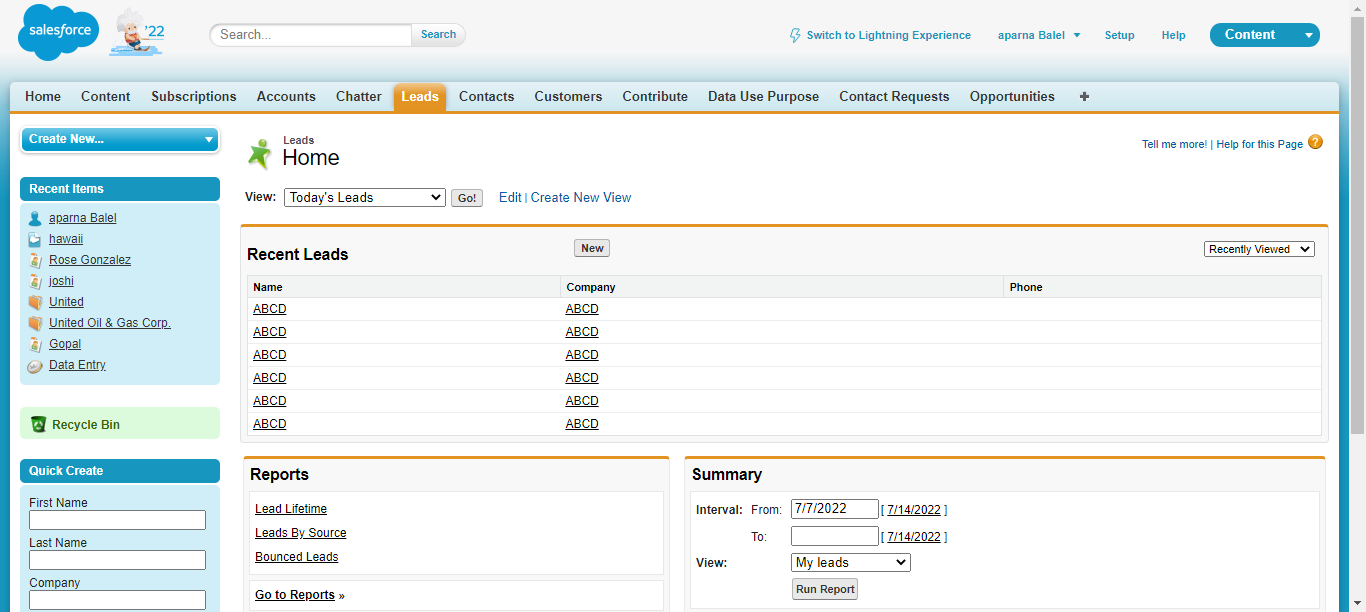 salesforce
'22
Search...
Search
Switch to Lightning Experience
aparna Balel
Setup
Help
Content
Home Content Subscriptions Accounts Chatter Leads Contacts Customers Contribute Data Use Purpose Contact Requests Opportunities +
Create New...
Recent Items
aparna Balel
hawaii
Rose Gonzalez
joshi
United
United Oil & Gas Corp.
Gopal
Data Entry
Recycle Bin
Quick Create
First Name
Last Name
Company
Leads
Home
Tell me more! | Help for this Page ?
View: Today's Leads Go! Edit | Create New View
Recent Leads New Recently Viewed
Name Company Phone
ABCD ABCD
ABCD ABCD
ABCD ABCD
ABCD ABCD
ABCD ABCD
ABCD ABCD
Reports
Lead Lifetime
Leads By Source
Bounced Leads
Go to Reports »
Summary
Interval: From: 7/7/2022 [ 7/14/2022 ]
To: [ 7/14/2022 ]
View: My leads
Run Report